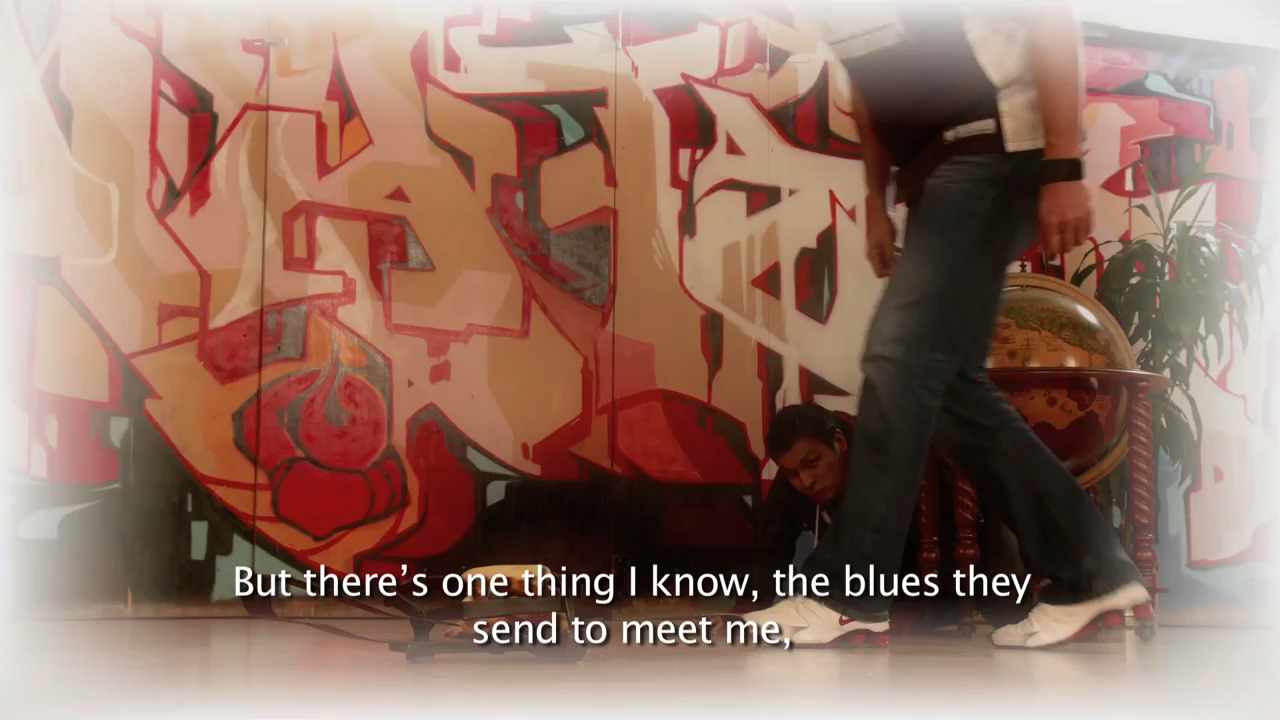 But there's one thing I know, the blues they
send to meet me,